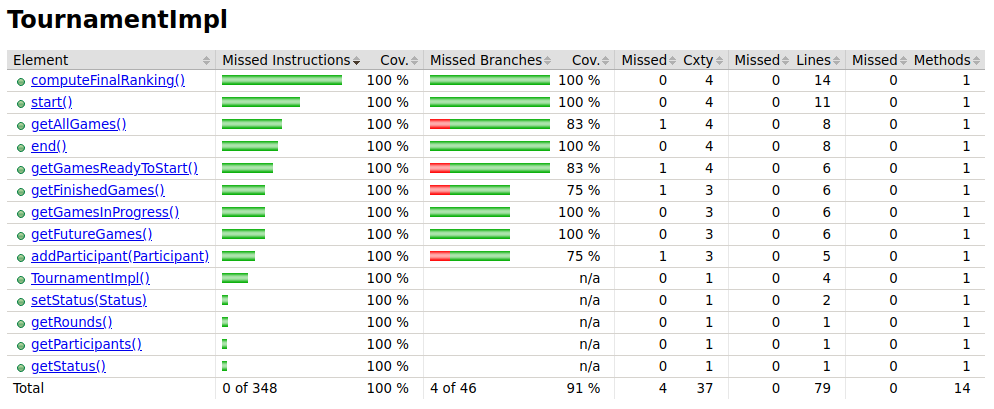 TournamentImpl
Element Missed Instructions Cov. Missed Branches Cov. Missed Cxty Missed Lines Missed Methods
computeFinalRanking() 100 % 100 % 0 4 0 14 0 1
start() 100 % 100 % 0 4 0 11 0 1
getAllGames() 100 % 83 % 1 4 0 8 0 1
end() 100 % 100 % 0 4 0 8 0 1
getGamesReadyToStart() 100 % 83 % 1 4 0 6 0 1
getFinishedGames() 100 % 75 % 1 3 0 6 0 1
getGamesInProgress() 100 % 100 % 0 3 0 6 0 1
getFutureGames() 100 % 100 % 0 3 0 6 0 1
addParticipant(Participant) 100 % 75 % 1 3 0 5 0 1
TournamentImpl() 100 % n/a 0 1 0 4 0 1
setStatus(Status) 100 % n/a 0 1 0 2 0 1
getRounds() 100 % n/a 0 1 0 1 0 1
getParticipants() 100 % n/a 0 1 0 1 0 1
getStatus() 100 % n/a 0 1 0 1 0 1
Total 0 of 348 100 % 4 of 46 91 % 4 37 0 79 0 14